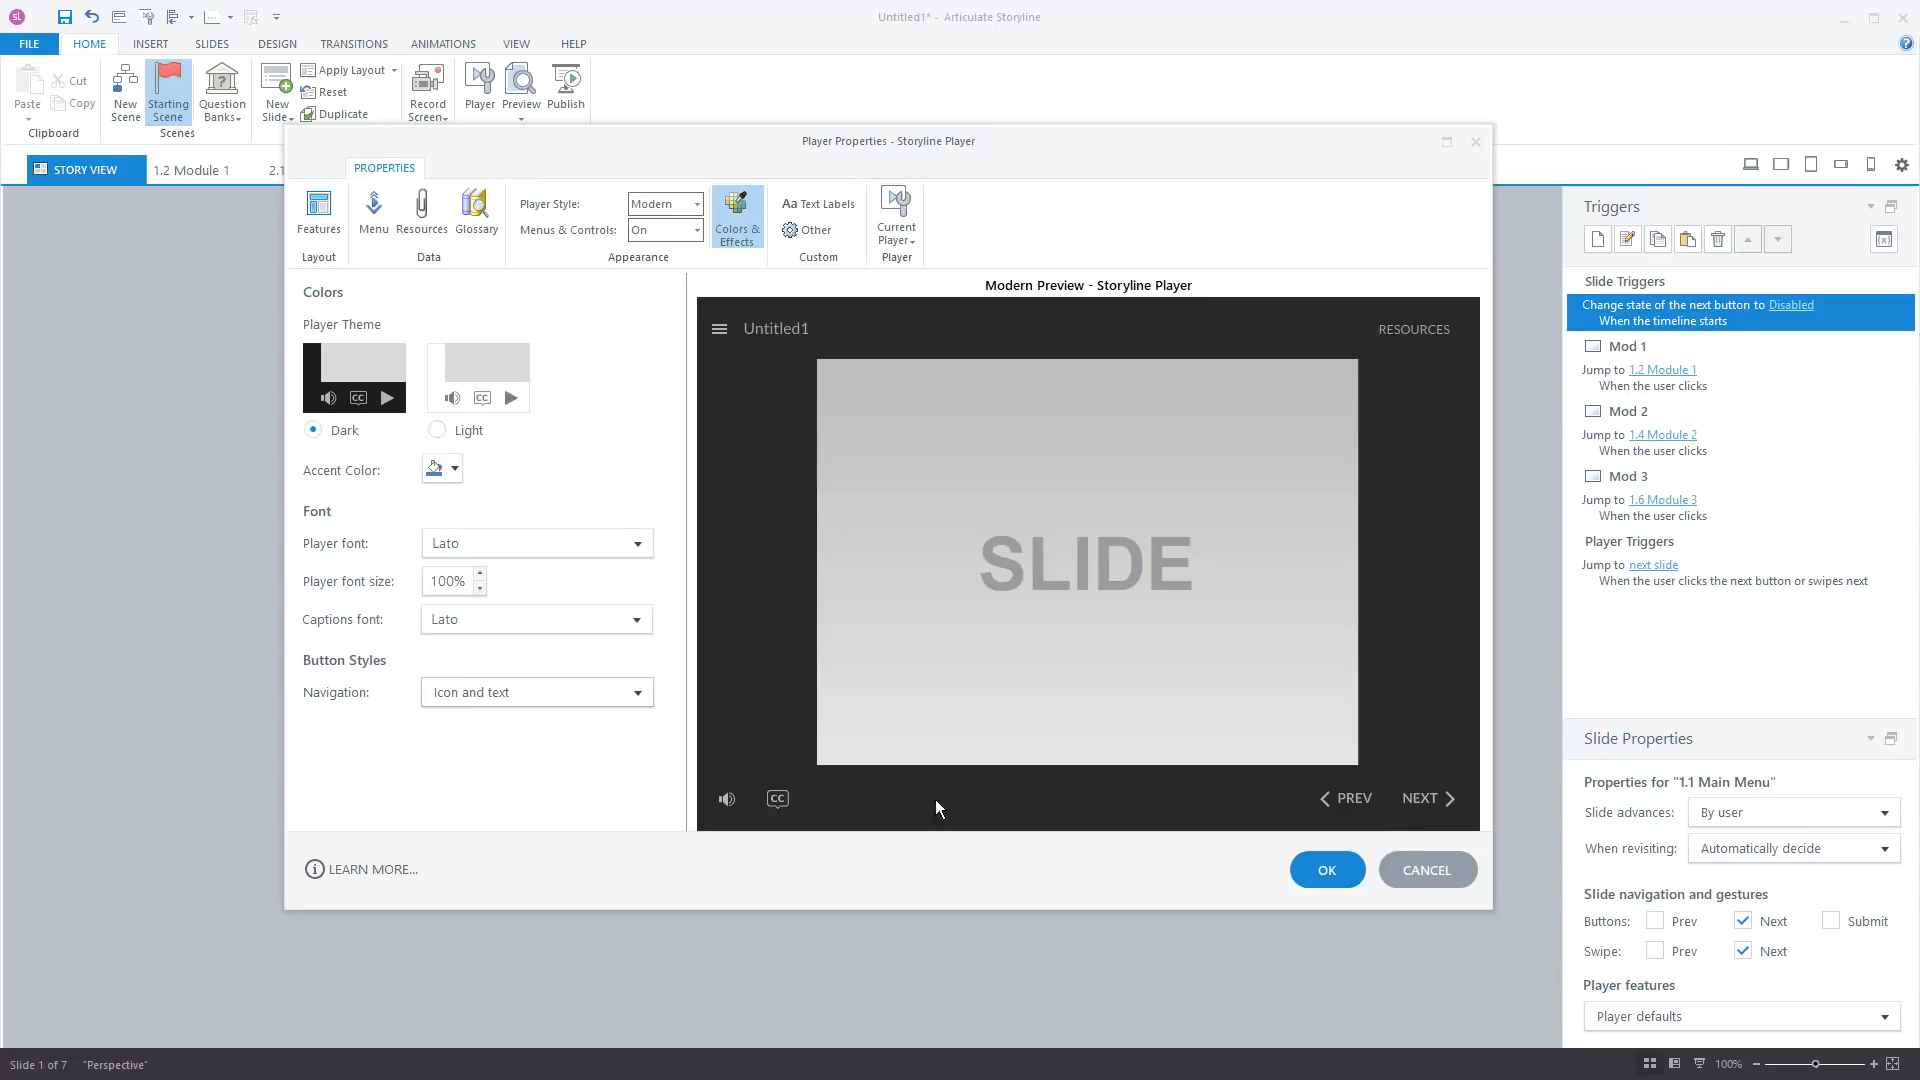 sl
Untitled1* - Articulate Storyline
FILE
HOME
INSERT
SLIDES
DESIGN
TRANSITIONS
ANIMATIONS
VIEW
HELP
Paste
Cut
Copy
Clipboard
New Scene
Starting Scene
Question Banks
Scenes
New Slide
Apply Layout
Reset
Duplicate
Record Screen
Player
Preview
Publish
STORY VIEW
1.2 Module 1
2.1
Player Properties - Storyline Player
PROPERTIES
Features
Layout
Menu
Resources
Glossary
Data
Player Style:
Modern
Menus & Controls:
On
Colors & Effects
Appearance
Aa Text Labels
Other
Custom
Current Player
Player
Colors
Player Theme
CC
CC
Dark
Light
Accent Color:
Font
Player font:
Lato
Player font size:
100%
Captions font:
Lato
Button Styles
Navigation:
Icon and text
Modern Preview - Storyline Player
Untitled1
RESOURCES
SLIDE
CC
PREV
NEXT
LEARN MORE...
OK
CANCEL
Triggers
(x)
Slide Triggers
Change state of the next button to Disabled
When the timeline starts
Mod 1
Jump to 1.2 Module 1
When the user clicks
Mod 2
Jump to 1.4 Module 2
When the user clicks
Mod 3
Jump to 1.6 Module 3
When the user clicks
Player Triggers
Jump to next slide
When the user clicks the next button or swipes next
Slide Properties
Properties for "1.1 Main Menu"
Slide advances:
By user
When revisiting:
Automatically decide
Slide navigation and gestures
Buttons:
Prev
Next
Submit
Swipe:
Prev
Next
Player features
Player defaults
Slide 1 of 7
"Perspective"
100%